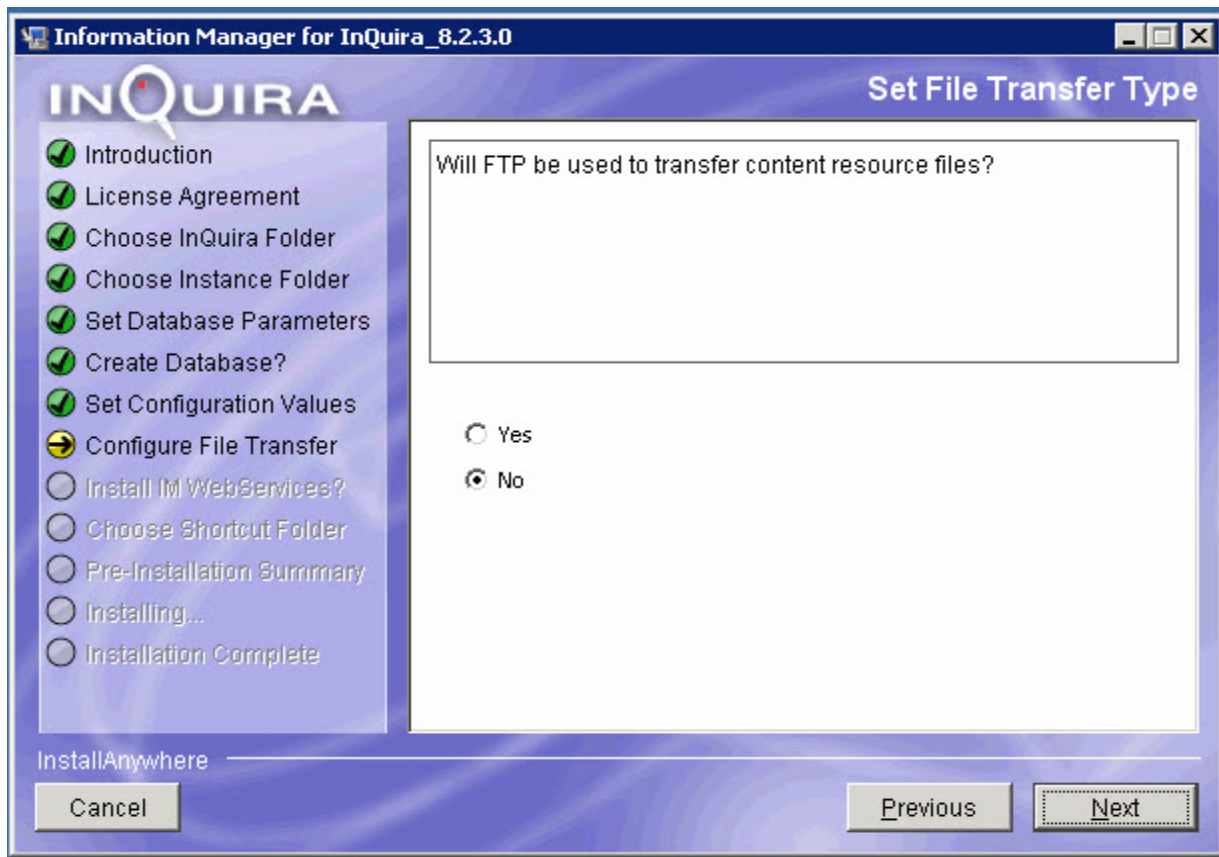 Information Manager for InQuira_8.2.3.0
INQUIRA
Set File Transfer Type
Introduction
License Agreement
Choose InQuira Folder
Choose Instance Folder
Set Database Parameters
Create Database?
Set Configuration Values
Configure File Transfer
Install IM WebServices?
Choose Shortcut Folder
Pre-Installation Summary
Installing...
Installation Complete
Will FTP be used to transfer content resource files?
Yes
No
InstallAnywhere
Cancel
Previous
Next